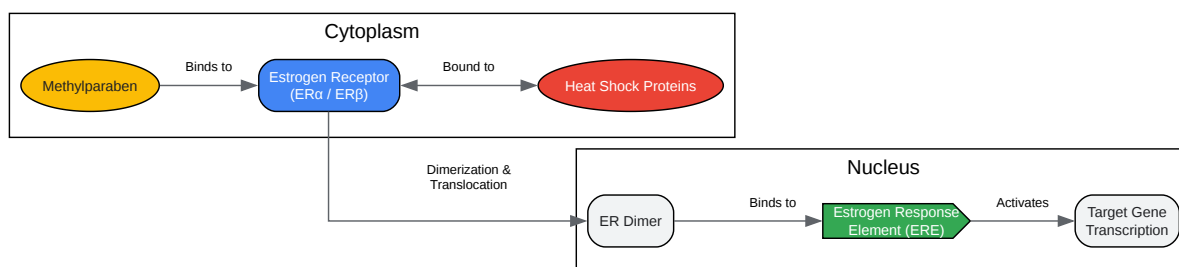 Cytoplasm
Methylparaben
Binds to
Estrogen Receptor
(ERα / ERβ)
Bound to
Heat Shock Proteins
Dimerization &
Translocation
Nucleus
ER Dimer
Binds to
Estrogen Response
Element (ERE)
Activates
Target Gene
Transcription